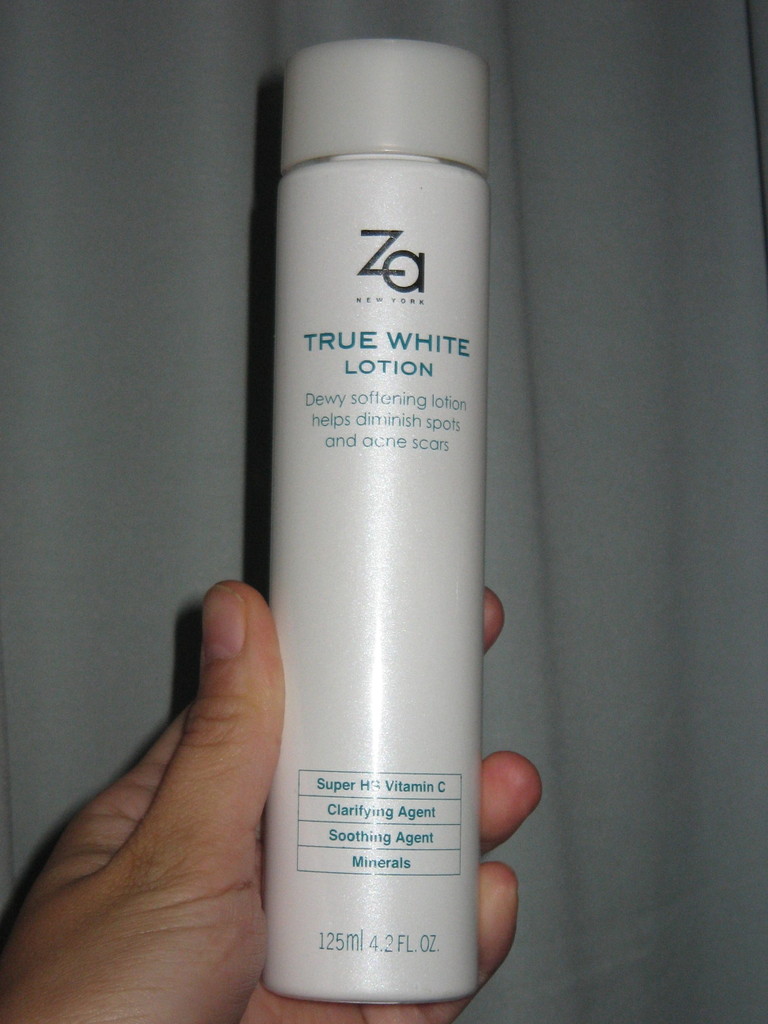 Za
NEW YORK
TRUE WHITE
LOTION
Dewy softening lotion
helps diminish spots
and acne scars
Super HG Vitamin C
Clarifying Agent
Soothing Agent
Minerals
125ml 4.2 FL. OZ.